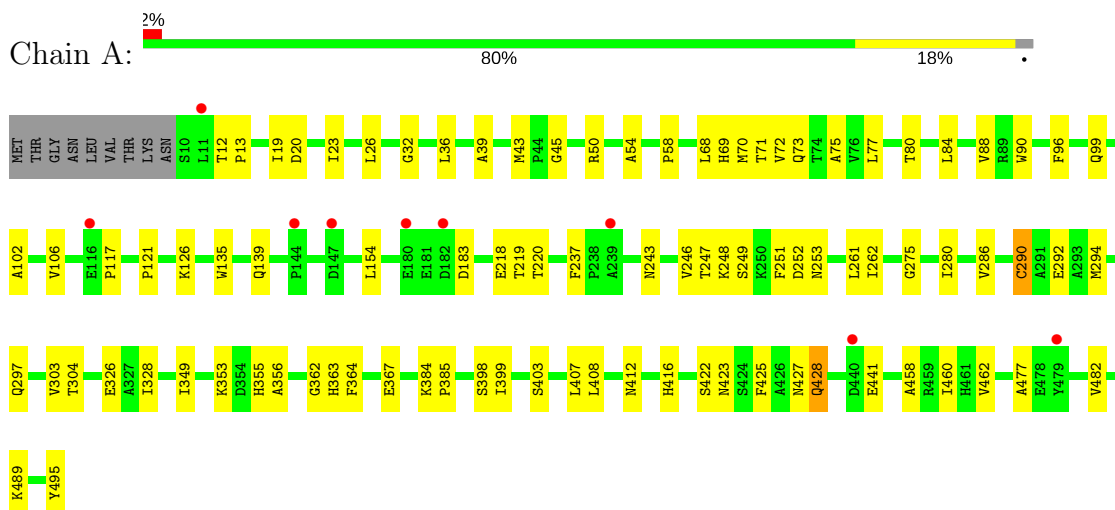 2%
Chain A:
80% 18% •
MET THR GLY ASN LEU VAL THR LYS ASN S10 L11 T12 P13 I19 D20 I23 L26 G32 L36 A39 M43 P44 G45 R50 A54 P58 L68 H69 M70 T71 V72 Q73 T74 A75 V76 L77 T80 L84 V88 R89 W90 F96 Q99
A102 V106 E116 P117 P121 K126 W135 Q139 P144 D147 L154 E180 E181 D182 D183 E218 T219 T220 F237 P238 A239 N243 V246 T247 K248 S249 K250 F251 D252 N253 L261 I262 G275 I280 V286 C290 A291 E292 A293 M294
Q297 V303 T304 E326 A327 I328 I349 K353 D354 H355 A356 G362 H363 F364 E367 K384 P385 S398 I399 S403 L407 L408 N412 H416 S422 N423 S424 F425 A426 N427 Q428 D440 E441 A458 R459 I460 H461 V462 A477 E478 Y479 V482
K489 Y495